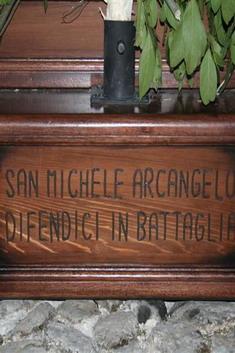 SAN MICHELE ARCANGELO
DIFENDICI IN BATTAGLIA